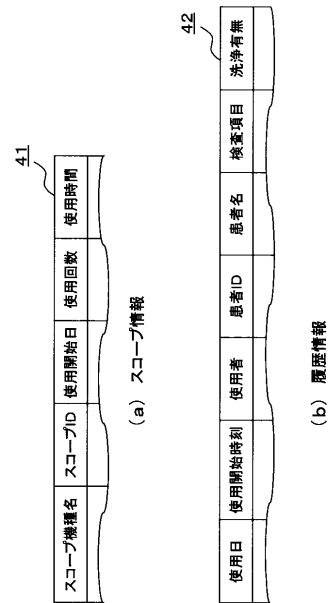 41
スコープ機種名 スコープID 使用開始日 使用回数 使用時間
(a) スコープ情報
42
使用日 使用開始時刻 使用者 患者ID 患者名 検査項目 洗浄有無
(b) 履歴情報